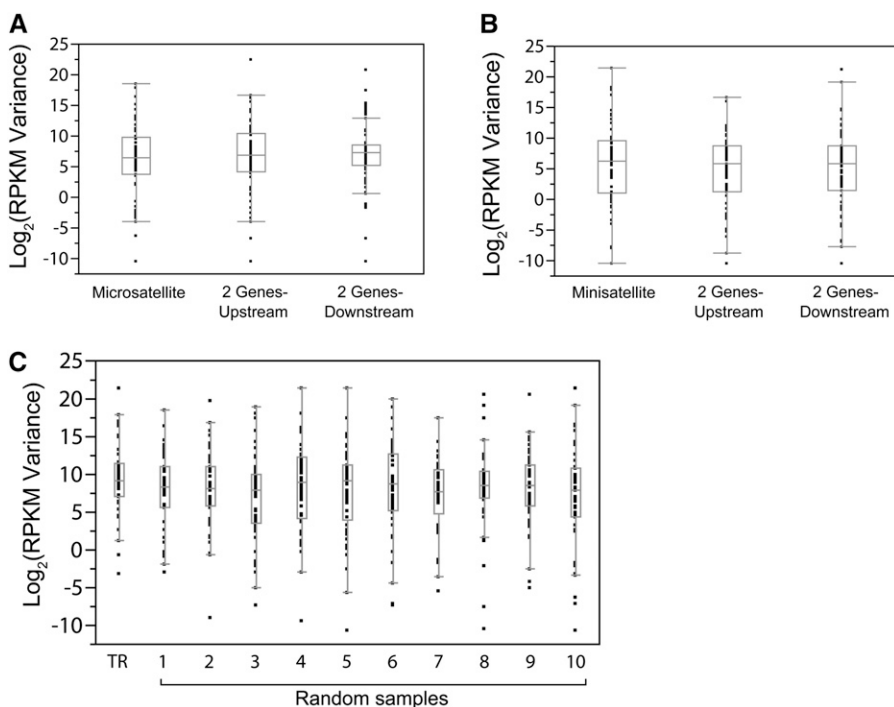 A
Log₂(RPKM Variance)
25
20
15
10
5
0
-5
-10
Microsatellite
2 Genes-
Upstream
2 Genes-
Downstream
B
Log₂(RPKM Variance)
25
20
15
10
5
0
-5
-10
Minisatellite
2 Genes-
Upstream
2 Genes-
Downstream
C
Log₂(RPKM Variance)
25
20
15
10
5
0
-5
-10
TR 1 2 3 4 5 6 7 8 9 10
Random samples